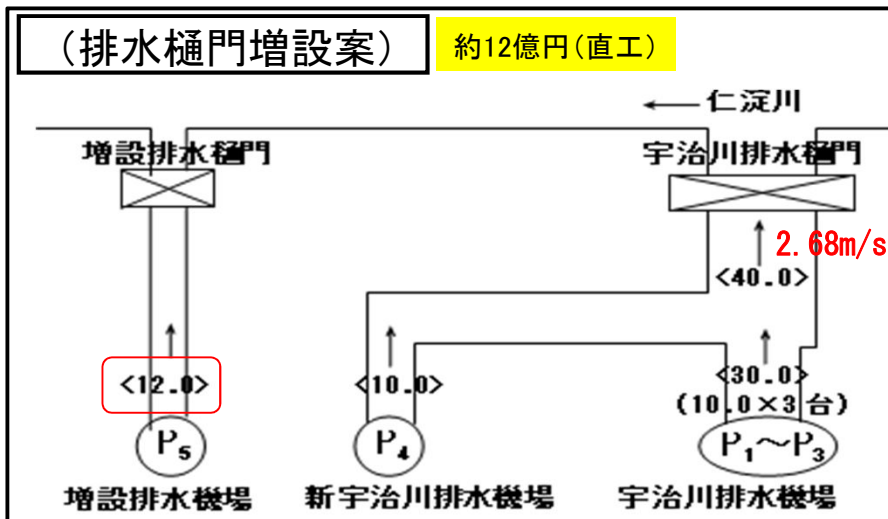 (排水樋門増設案)
約12億円(直工)
← 仁淀川
増設排水樋門
宇治川排水樋門
2.68m/s
<40.0>
<12.0>
<10.0>
<30.0>
(10.0×3台)
P5
P4
P1～P3
増設排水機場
新宇治川排水機場
宇治川排水機場